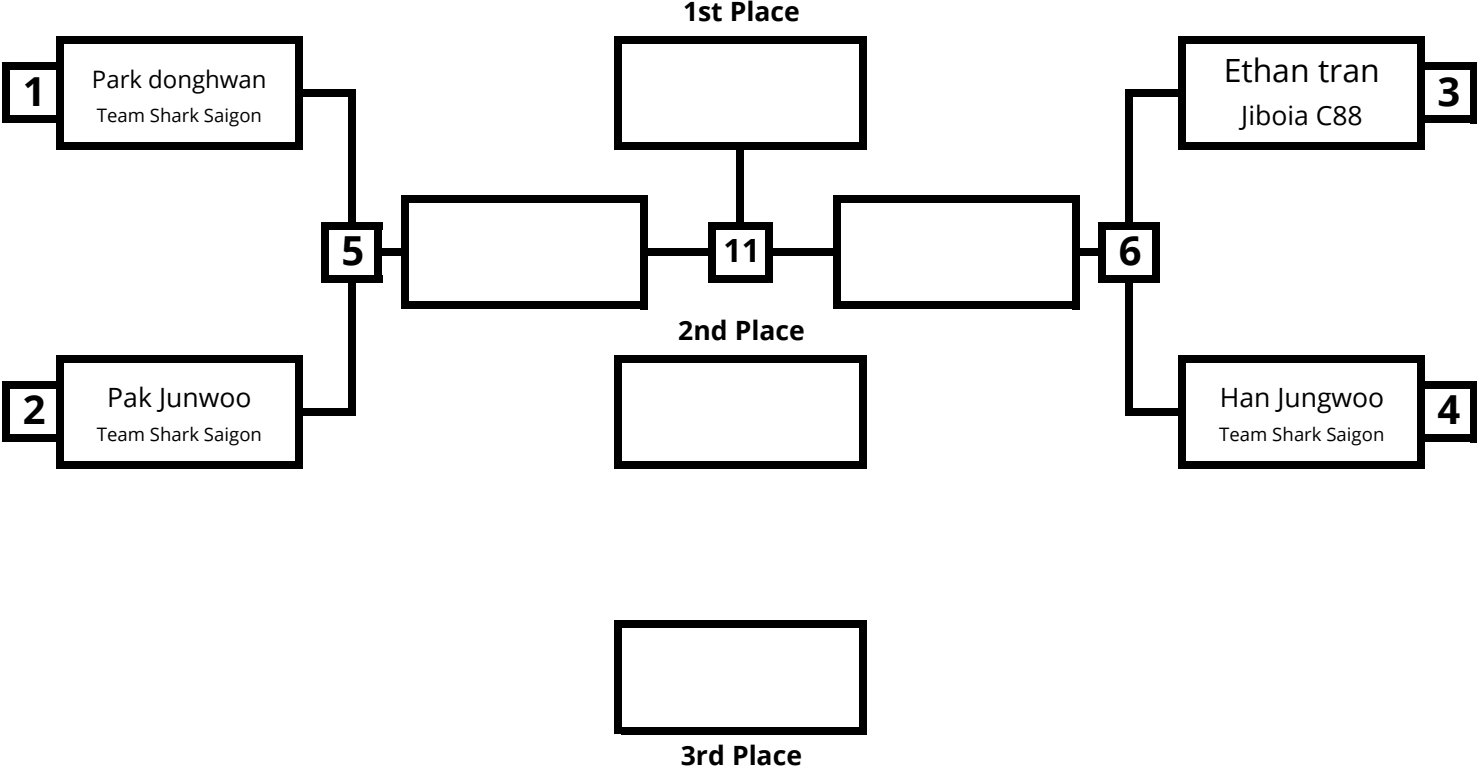 1st Place
1
Park donghwan
Team Shark Saigon
Ethan tran
Jiboia C88
3
5
11
6
2nd Place
2
Pak Junwoo
Team Shark Saigon
Han Jungwoo
Team Shark Saigon
4
3rd Place